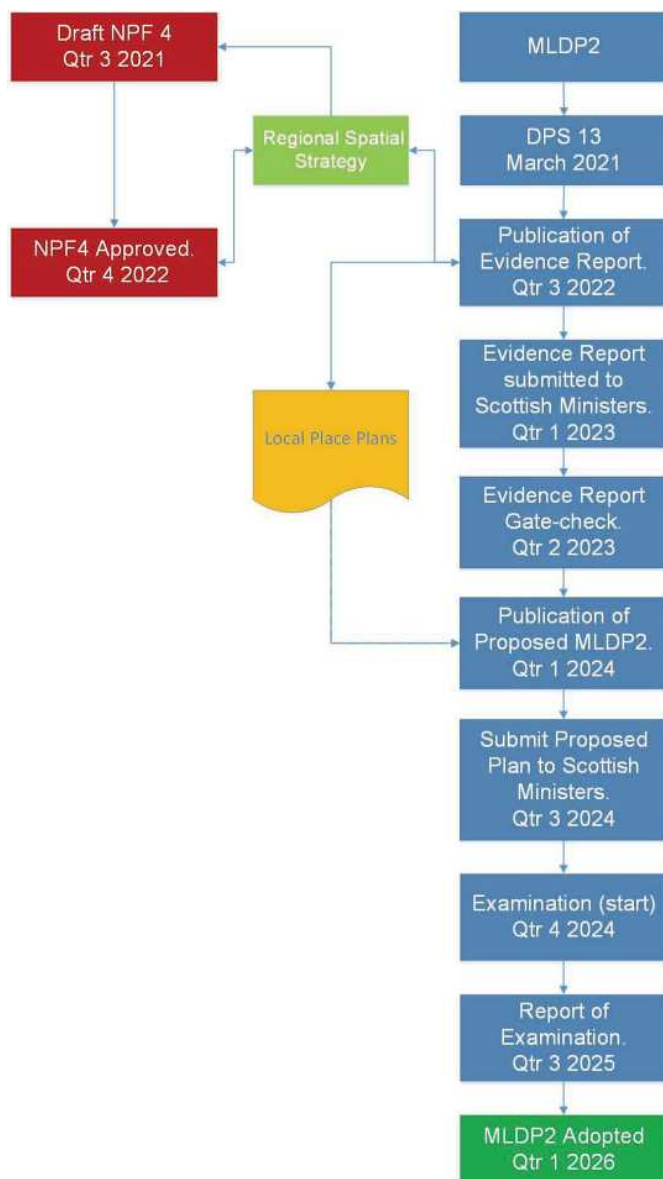 Draft NPF 4
Qtr 3 2021
MLDP2
Regional Spatial
Strategy
DPS 13
March 2021
NPF4 Approved.
Qtr 4 2022
Publication of
Evidence Report.
Qtr 3 2022
Evidence Report
submitted to
Scottish Ministers.
Qtr 1 2023
Local Place Plans
Evidence Report
Gate-check.
Qtr 2 2023
Publication of
Proposed MLDP2.
Qtr 1 2024
Submit Proposed
Plan to Scottish
Ministers.
Qtr 3 2024
Examination (start)
Qtr 4 2024
Report of
Examination.
Qtr 3 2025
MLDP2 Adopted
Qtr 1 2026